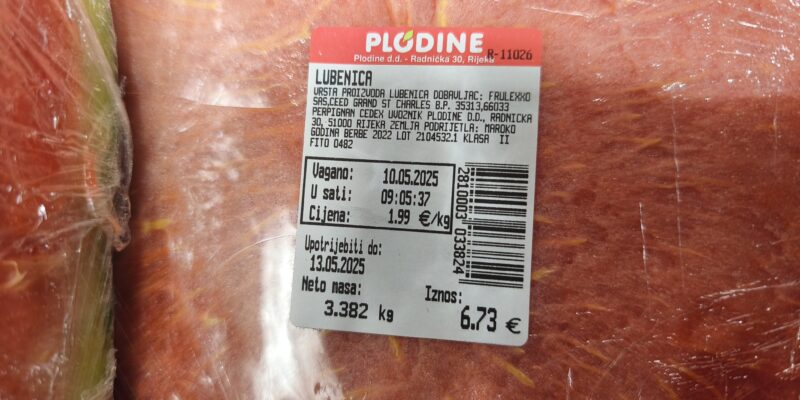 PLODINE
R-11026
Plodine d.d. - Radnička 30, Rijeka
LUBENICA
VRSTA PROIZVODA LUBENICA DOBAVLJAC: FRULEXXO
SAS,CEED GRAND ST CHARLES B.P. 35313,66033
PERPIGNAN CEDEX UVOZNIK PLODINE D.D., RADNICKA
30, 51000 RIJEKA ZEMLJA PODRIJETLA: MAROKO
GODINA BERBE 2022 LOT 2104532.1 KLASA II
FITO 0482
Vagano: 10.05.2025
U sati: 09:05:37
Cijena: 1.99 €/kg
2810003 033824
Upotrijebiti do:
13.05.2025
Neto masa: Iznos:
3.382 kg 6.73 €